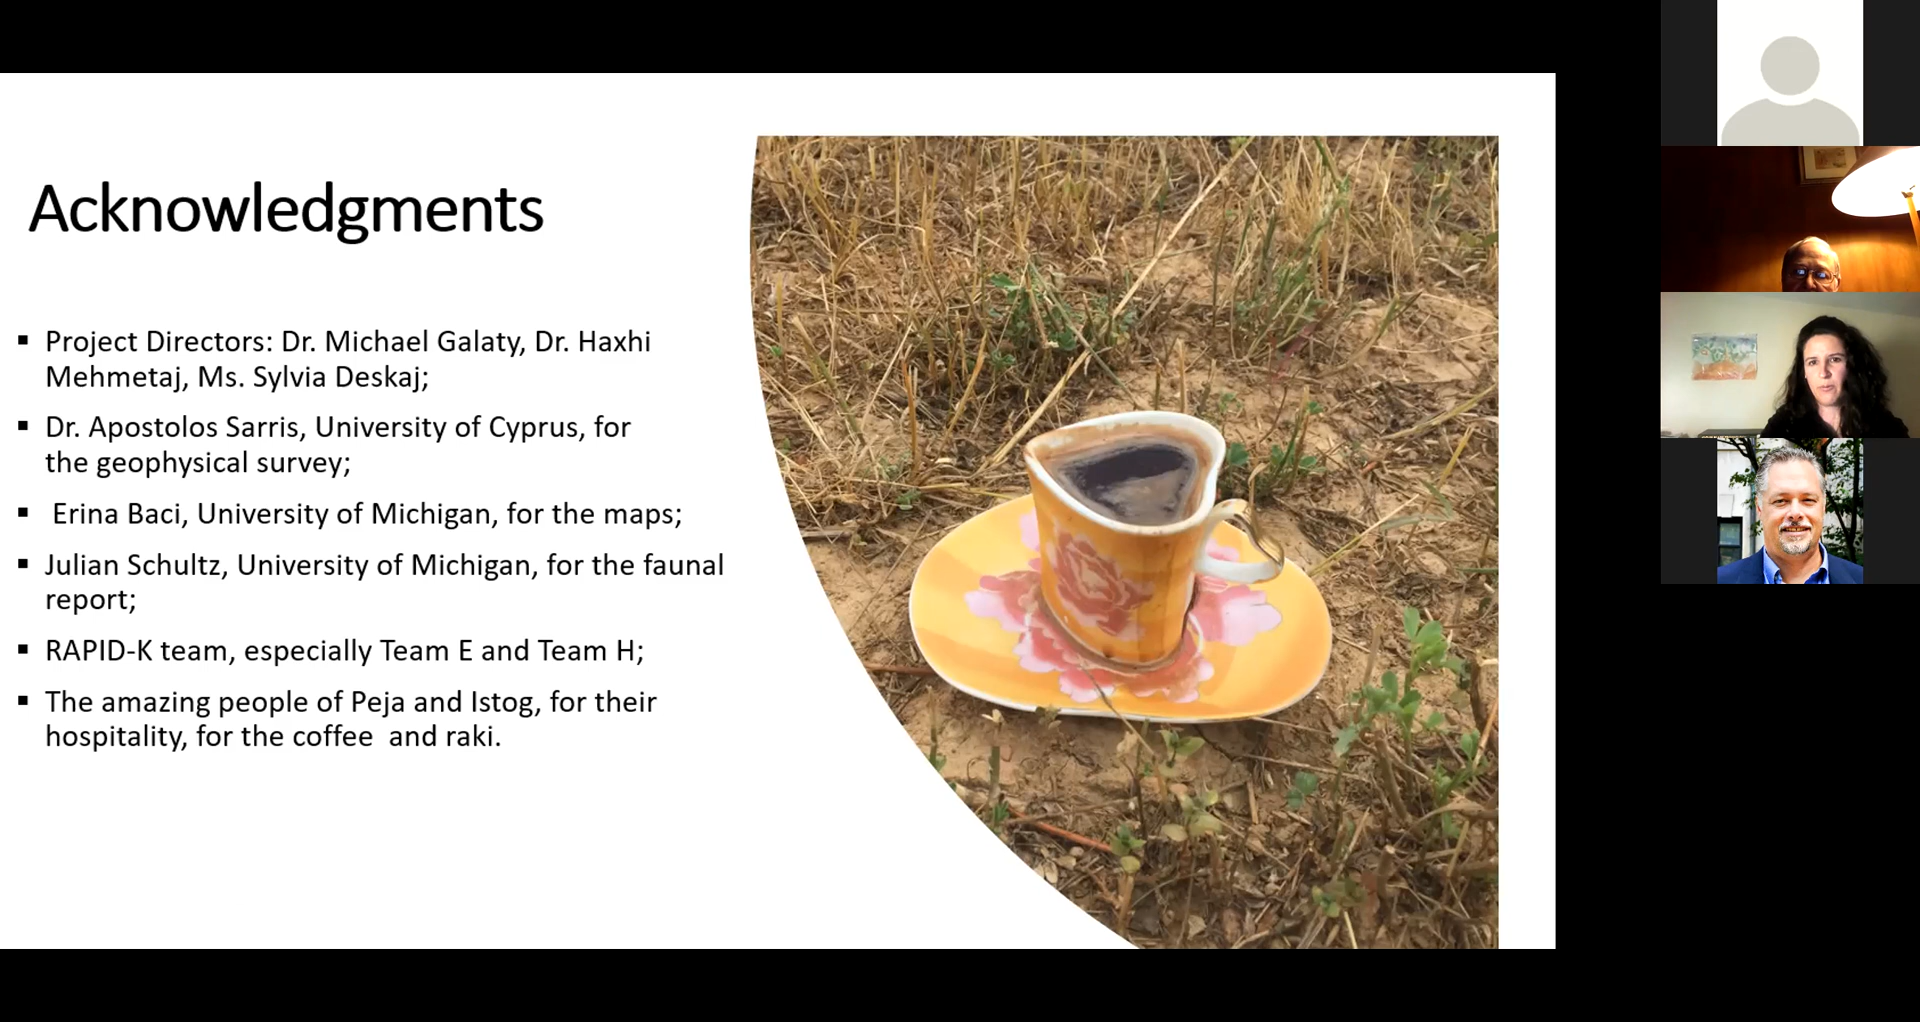 Acknowledgments
▪ Project Directors: Dr. Michael Galaty, Dr. Haxhi
Mehmetaj, Ms. Sylvia Deskaj;
▪ Dr. Apostolos Sarris, University of Cyprus, for
the geophysical survey;
▪ Erina Baci, University of Michigan, for the maps;
▪ Julian Schultz, University of Michigan, for the faunal
report;
▪ RAPID-K team, especially Team E and Team H;
▪ The amazing people of Peja and Istog, for their
hospitality, for the coffee and raki.